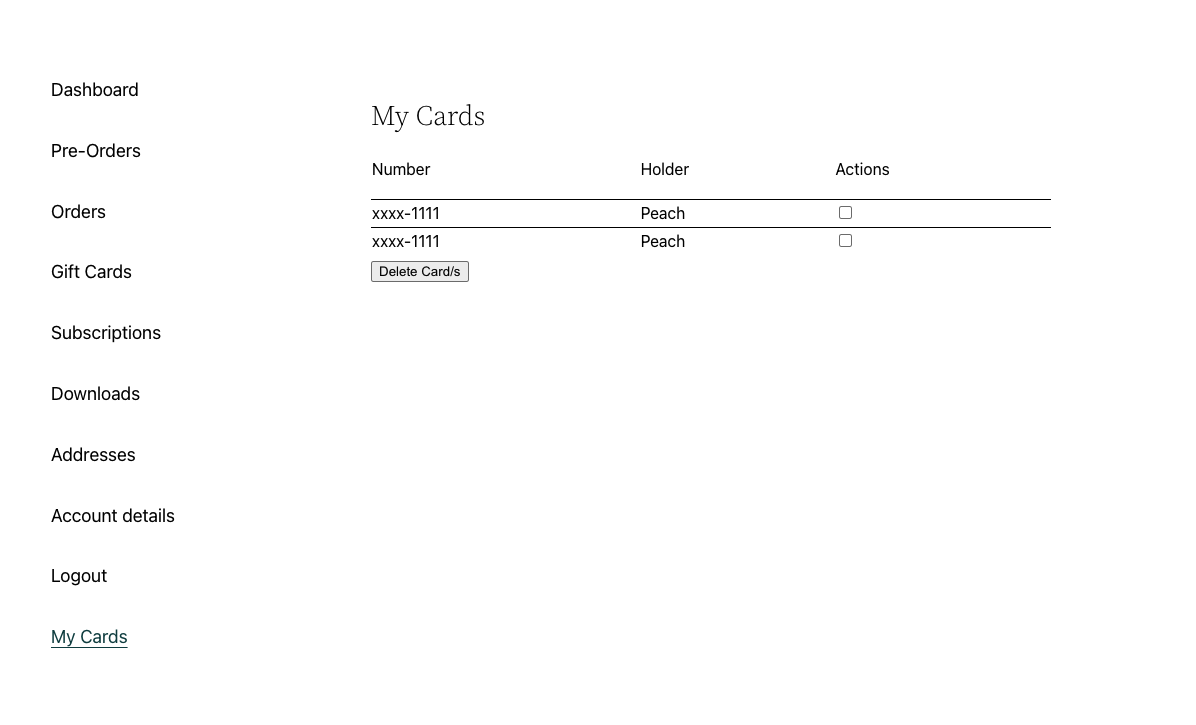 Dashboard
Pre-Orders
Orders
Gift Cards
Subscriptions
Downloads
Addresses
Account details
Logout
My Cards
My Cards
Number Holder Actions
xxxx-1111 Peach
xxxx-1111 Peach
Delete Card/s